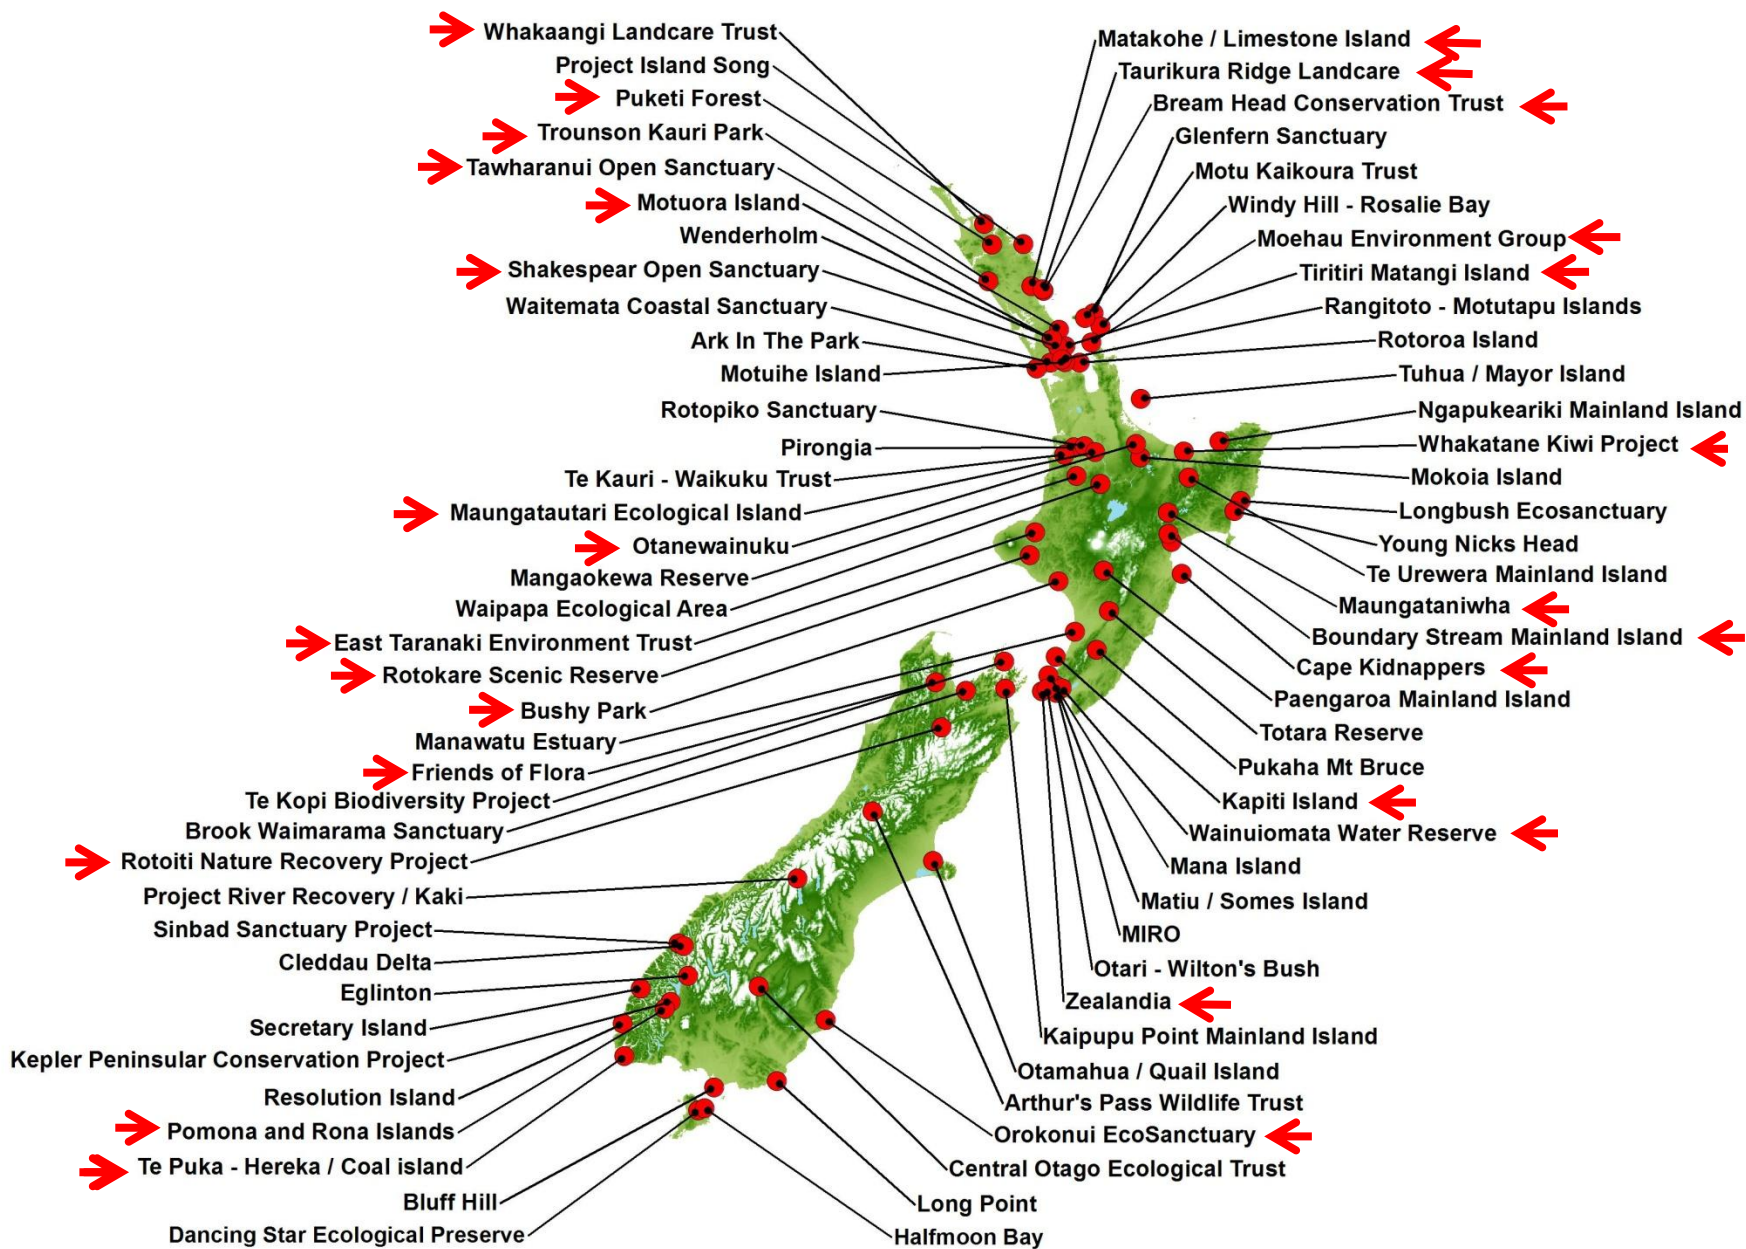 Whakaangi Landcare Trust
Project Island Song
Puketi Forest
Trounson Kauri Park
Tawharanui Open Sanctuary
Motuora Island
Wenderholm
Shakespear Open Sanctuary
Waitemata Coastal Sanctuary
Ark In The Park
Motuihe Island
Rotopiko Sanctuary
Pirongia
Te Kauri - Waikuku Trust
Maungatautari Ecological Island
Otanewainuku
Mangaokewa Reserve
Waipapa Ecological Area
East Taranaki Environment Trust
Rotokare Scenic Reserve
Bushy Park
Manawatu Estuary
Friends of Flora
Te Kopi Biodiversity Project
Brook Waimarama Sanctuary
Rotoiti Nature Recovery Project
Project River Recovery / Kaki
Sinbad Sanctuary Project
Cleddau Delta
Eglinton
Secretary Island
Kepler Peninsular Conservation Project
Resolution Island
Pomona and Rona Islands
Te Puka - Hereka / Coal island
Bluff Hill
Dancing Star Ecological Preserve
Matakohe / Limestone Island
Taurikura Ridge Landcare
Bream Head Conservation Trust
Glenfern Sanctuary
Motu Kaikoura Trust
Windy Hill - Rosalie Bay
Moehau Environment Group
Tiritiri Matangi Island
Rangitoto - Motutapu Islands
Rotoroa Island
Tuhua / Mayor Island
Ngapukeariki Mainland Island
Whakatane Kiwi Project
Mokoia Island
Longbush Ecosanctuary
Young Nicks Head
Te Urewera Mainland Island
Maungataniwha
Boundary Stream Mainland Island
Cape Kidnappers
Paengaroa Mainland Island
Totara Reserve
Pukaha Mt Bruce
Kapiti Island
Wainuiomata Water Reserve
Mana Island
Matiu / Somes Island
MIRO
Otari - Wilton's Bush
Zealandia
Kaipupu Point Mainland Island
Otamahua / Quail Island
Arthur's Pass Wildlife Trust
Orokonui EcoSanctuary
Central Otago Ecological Trust
Long Point
Halfmoon Bay